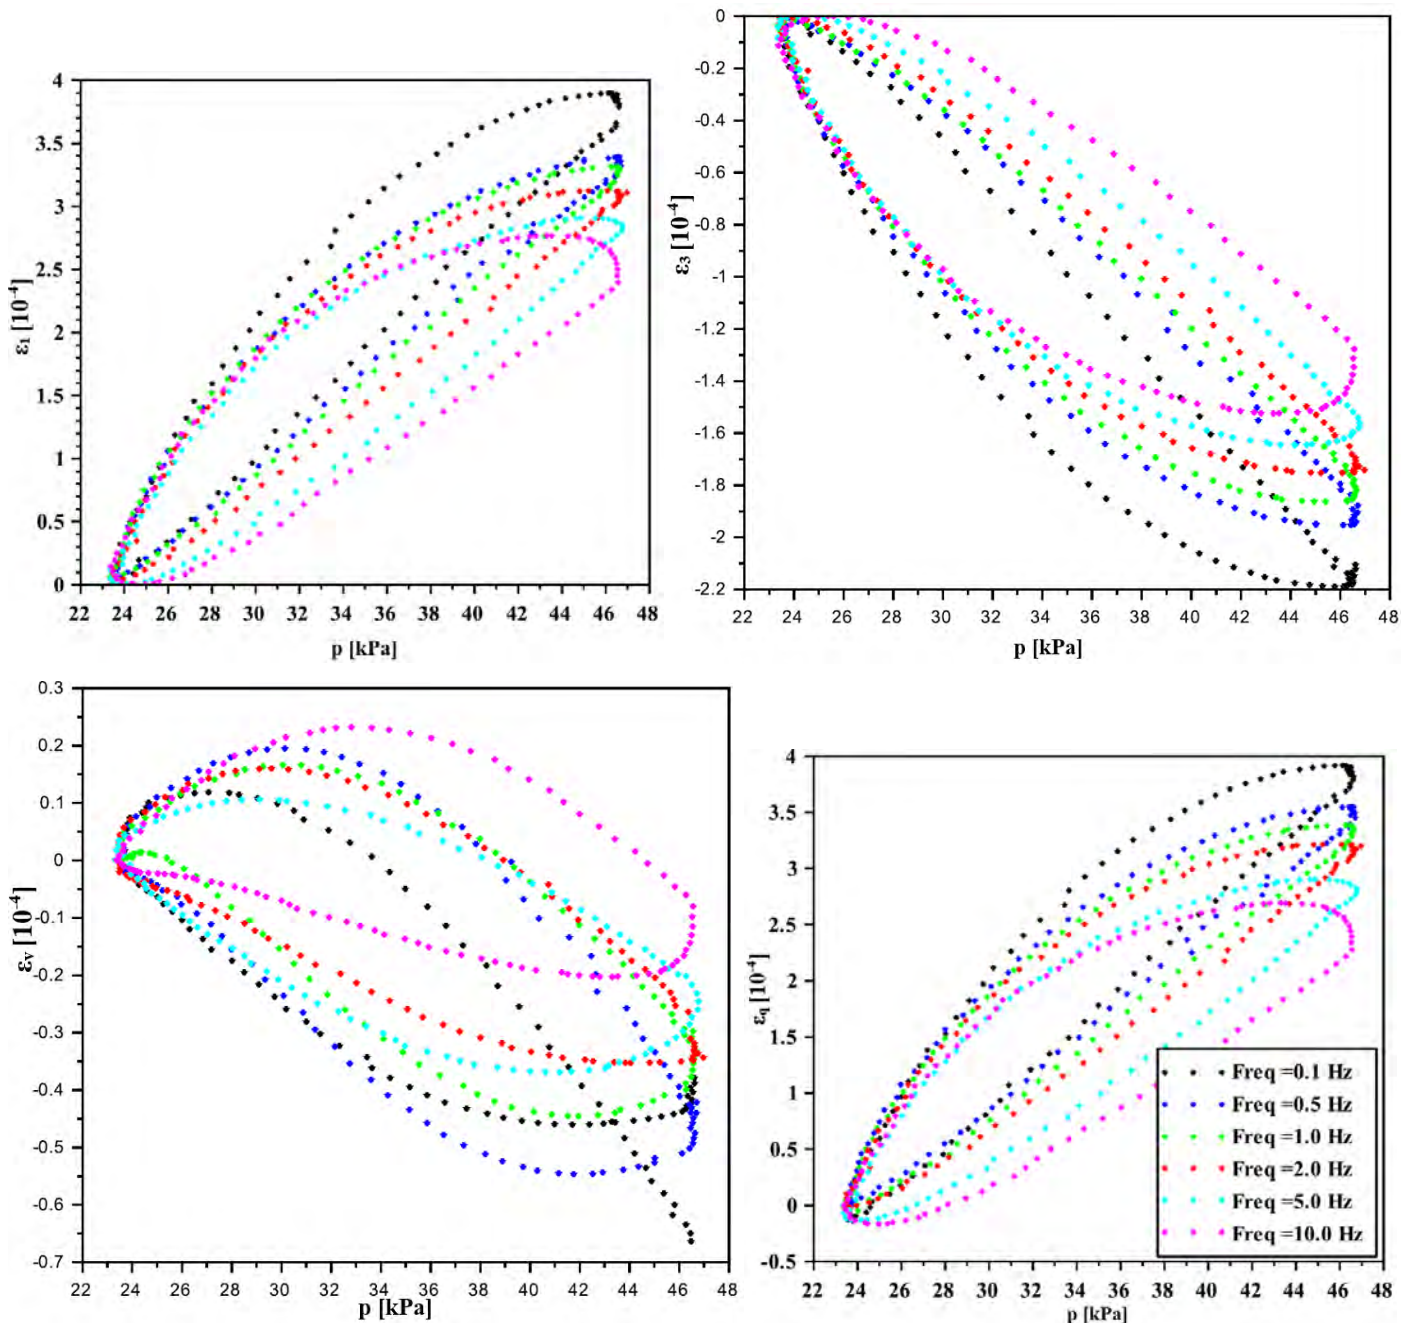 4
3.5
3
2.5
2
1.5
1
0.5
0
ε₁ [10⁻⁴]
22 24 26 28 30 32 34 36 38 40 42 44 46 48
p [kPa]
0
-0.2
-0.4
-0.6
-0.8
-1
-1.2
-1.4
-1.6
-1.8
-2
-2.2
ε₃ [10⁻⁴]
22 24 26 28 30 32 34 36 38 40 42 44 46 48
p [kPa]
0.3
0.2
0.1
0
-0.1
-0.2
-0.3
-0.4
-0.5
-0.6
-0.7
εᵥ [10⁻⁴]
22 24 26 28 30 32 34 36 38 40 42 44 46 48
p [kPa]
4
3.5
3
2.5
2
1.5
1
0.5
0
-0.5
ε_q [10⁻⁴]
22 24 26 28 30 32 34 36 38 40 42 44 46 48
p [kPa]
Freq =0.1 Hz
Freq =0.5 Hz
Freq =1.0 Hz
Freq =2.0 Hz
Freq =5.0 Hz
Freq =10.0 Hz